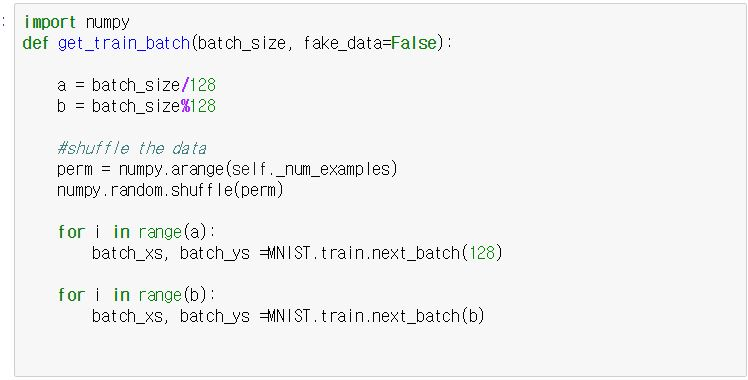 import numpy
def get_train_batch(batch_size, fake_data=False):
    a = batch_size/128
    b = batch_size%128
    #shuffle the data
    perm = numpy.arange(self._num_examples)
    numpy.random.shuffle(perm)
    for i in range(a):
        batch_xs, batch_ys =MNIST.train.next_batch(128)
    for i in range(b):
        batch_xs, batch_ys =MNIST.train.next_batch(b)